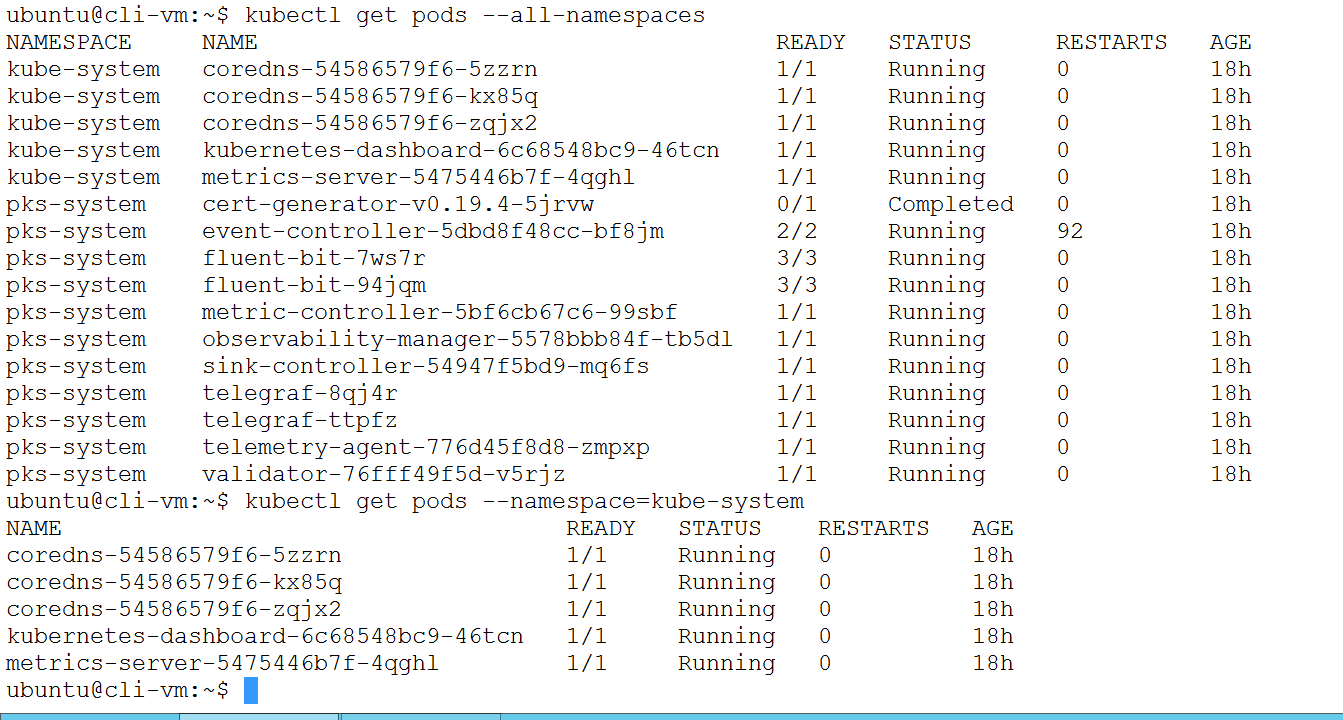 ubuntu@cli-vm:~$ kubectl get pods --all-namespaces
NAMESPACE     NAME                                     READY   STATUS      RESTARTS   AGE
kube-system   coredns-54586579f6-5zzrn                 1/1     Running     0          18h
kube-system   coredns-54586579f6-kx85q                 1/1     Running     0          18h
kube-system   coredns-54586579f6-zqjx2                 1/1     Running     0          18h
kube-system   kubernetes-dashboard-6c68548bc9-46tcn    1/1     Running     0          18h
kube-system   metrics-server-5475446b7f-4qghl          1/1     Running     0          18h
pks-system    cert-generator-v0.19.4-5jrvw             0/1     Completed   0          18h
pks-system    event-controller-5dbd8f48cc-bf8jm        2/2     Running     92         18h
pks-system    fluent-bit-7ws7r                         3/3     Running     0          18h
pks-system    fluent-bit-94jqm                         3/3     Running     0          18h
pks-system    metric-controller-5bf6cb67c6-99sbf       1/1     Running     0          18h
pks-system    observability-manager-5578bbb84f-tb5dl   1/1     Running     0          18h
pks-system    sink-controller-54947f5bd9-mq6fs         1/1     Running     0          18h
pks-system    telegraf-8qj4r                           1/1     Running     0          18h
pks-system    telegraf-ttpfz                           1/1     Running     0          18h
pks-system    telemetry-agent-776d45f8d8-zmpxp         1/1     Running     0          18h
pks-system    validator-76fff49f5d-v5rjz               1/1     Running     0          18h
ubuntu@cli-vm:~$ kubectl get pods --namespace=kube-system
NAME                                    READY   STATUS    RESTARTS   AGE
coredns-54586579f6-5zzrn                1/1     Running   0          18h
coredns-54586579f6-kx85q                1/1     Running   0          18h
coredns-54586579f6-zqjx2                1/1     Running   0          18h
kubernetes-dashboard-6c68548bc9-46tcn   1/1     Running   0          18h
metrics-server-5475446b7f-4qghl         1/1     Running   0          18h
ubuntu@cli-vm:~$